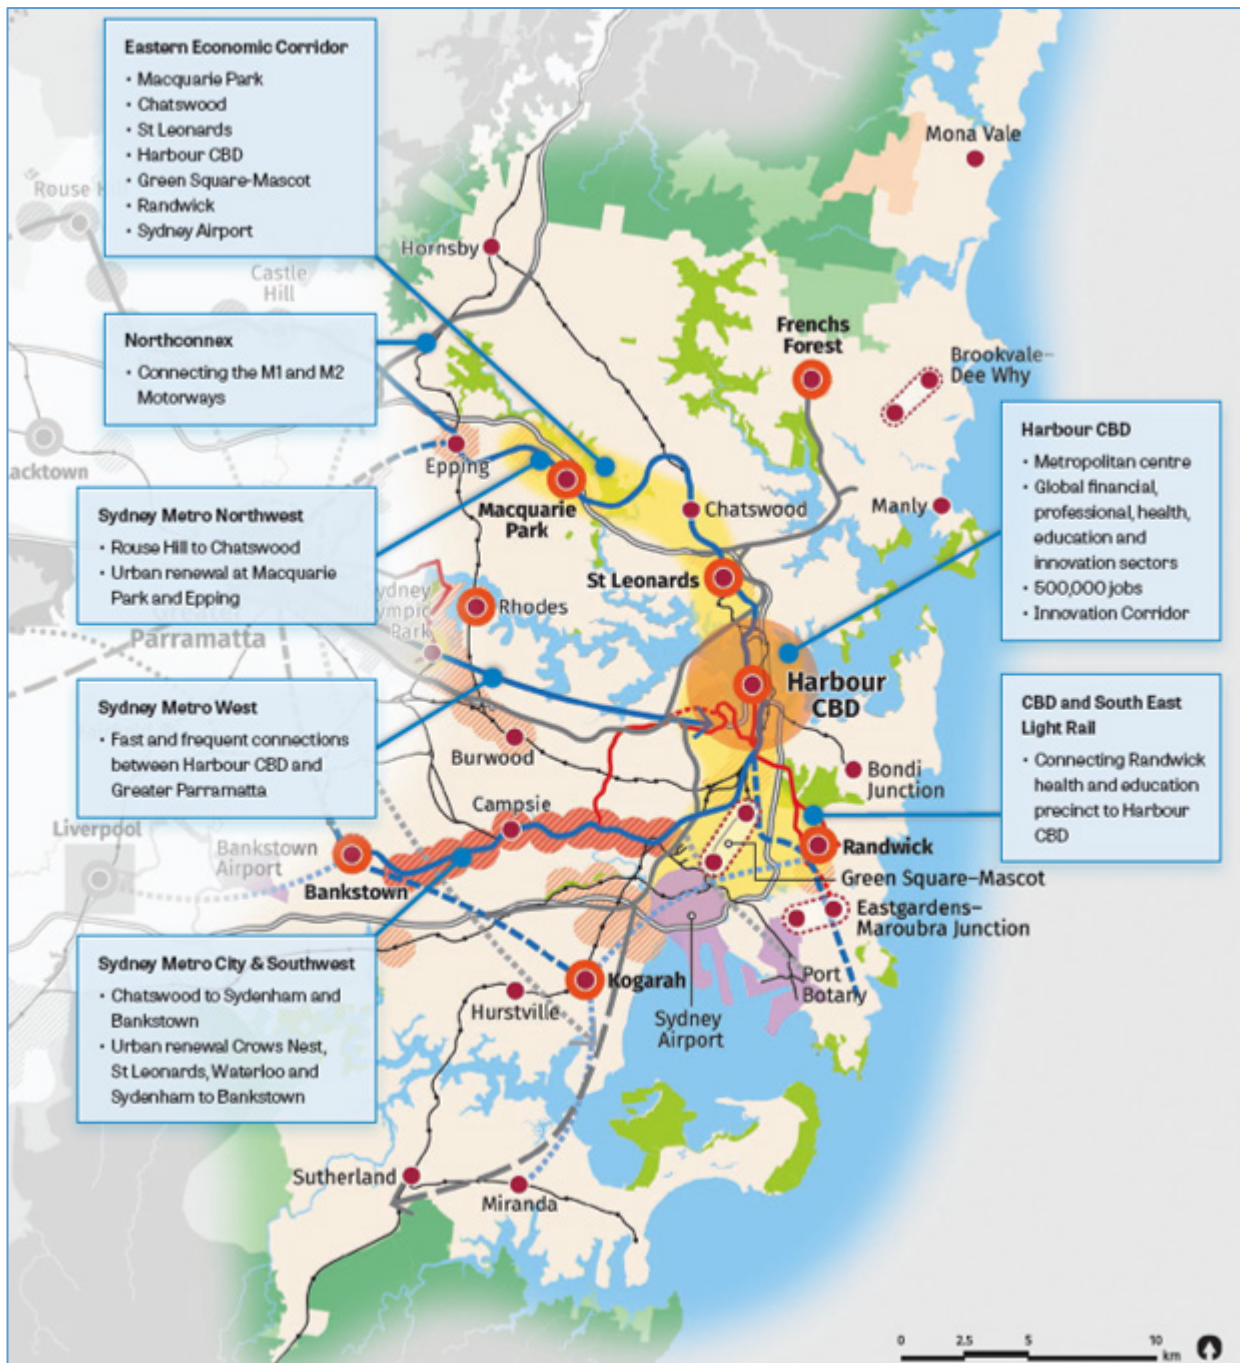 Eastern Economic Corridor
• Macquarie Park
• Chatswood
• St Leonards
• Harbour CBD
• Green Square-Mascot
• Randwick
• Sydney Airport
Mona Vale
Rouse
Hornsby
Castle
Hill
Northconnex
• Connecting the M1 and M2
Motorways
Frenchs
Forest
Brookvale–
Dee Why
Harbour CBD
• Metropolitan centre
• Global financial,
professional, health,
education and
innovation sectors
• 500,000 jobs
• Innovation Corridor
Epping
acktown
Macquarie
Park
Chatswood
Manly
Sydney Metro Northwest
• Rouse Hill to Chatswood
• Urban renewal at Macquarie
Park and Epping
St Leonards
Rhodes
Parramatta
Park
Harbour
CBD
Sydney Metro West
• Fast and frequent connections
between Harbour CBD and
Greater Parramatta
CBD and South East
Light Rail
• Connecting Randwick
health and education
precinct to Harbour
CBD
Burwood
Bondi
Junction
Campsie
Liverpool
Bankstown
Airport
Bankstown
Randwick
Green Square–Mascot
Eastgardens–
Maroubra Junction
Sydney Metro City & Southwest
• Chatswood to Sydenham and
Bankstown
• Urban renewal Crows Nest,
St Leonards, Waterloo and
Sydenham to Bankstown
Kogarah
Hurstville
Port
Botany
Sydney
Airport
Sutherland
Miranda
0 2.5 5 10
km